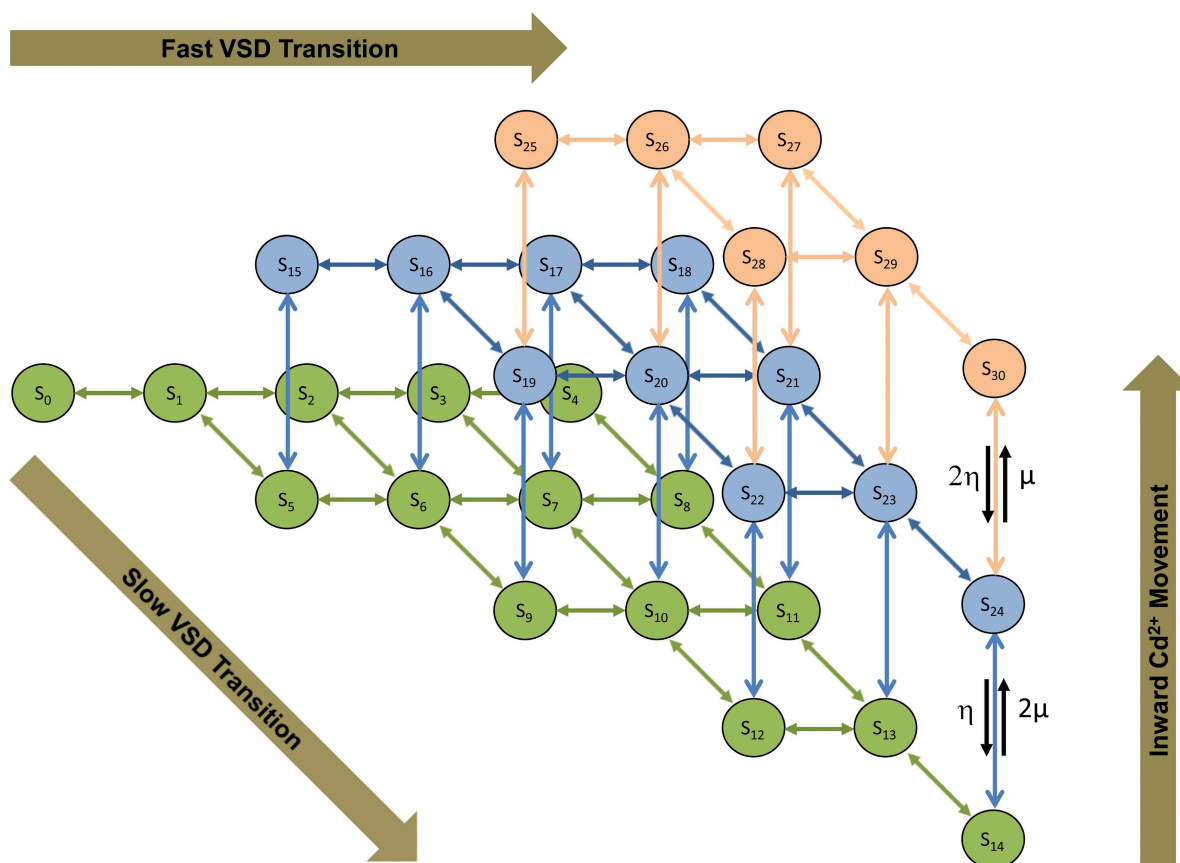 Fast VSD Transition
S25 S26 S27
S15 S16 S17 S18 S28 S29
S0 S1 S2 S3 S4 S19 S20 S21 S30
S5 S6 S7 S8 S22 S23
2η μ
S9 S10 S11 S24
S12 S13
η 2μ
S14
Slow VSD Transition
Inward Cd²⁺ Movement